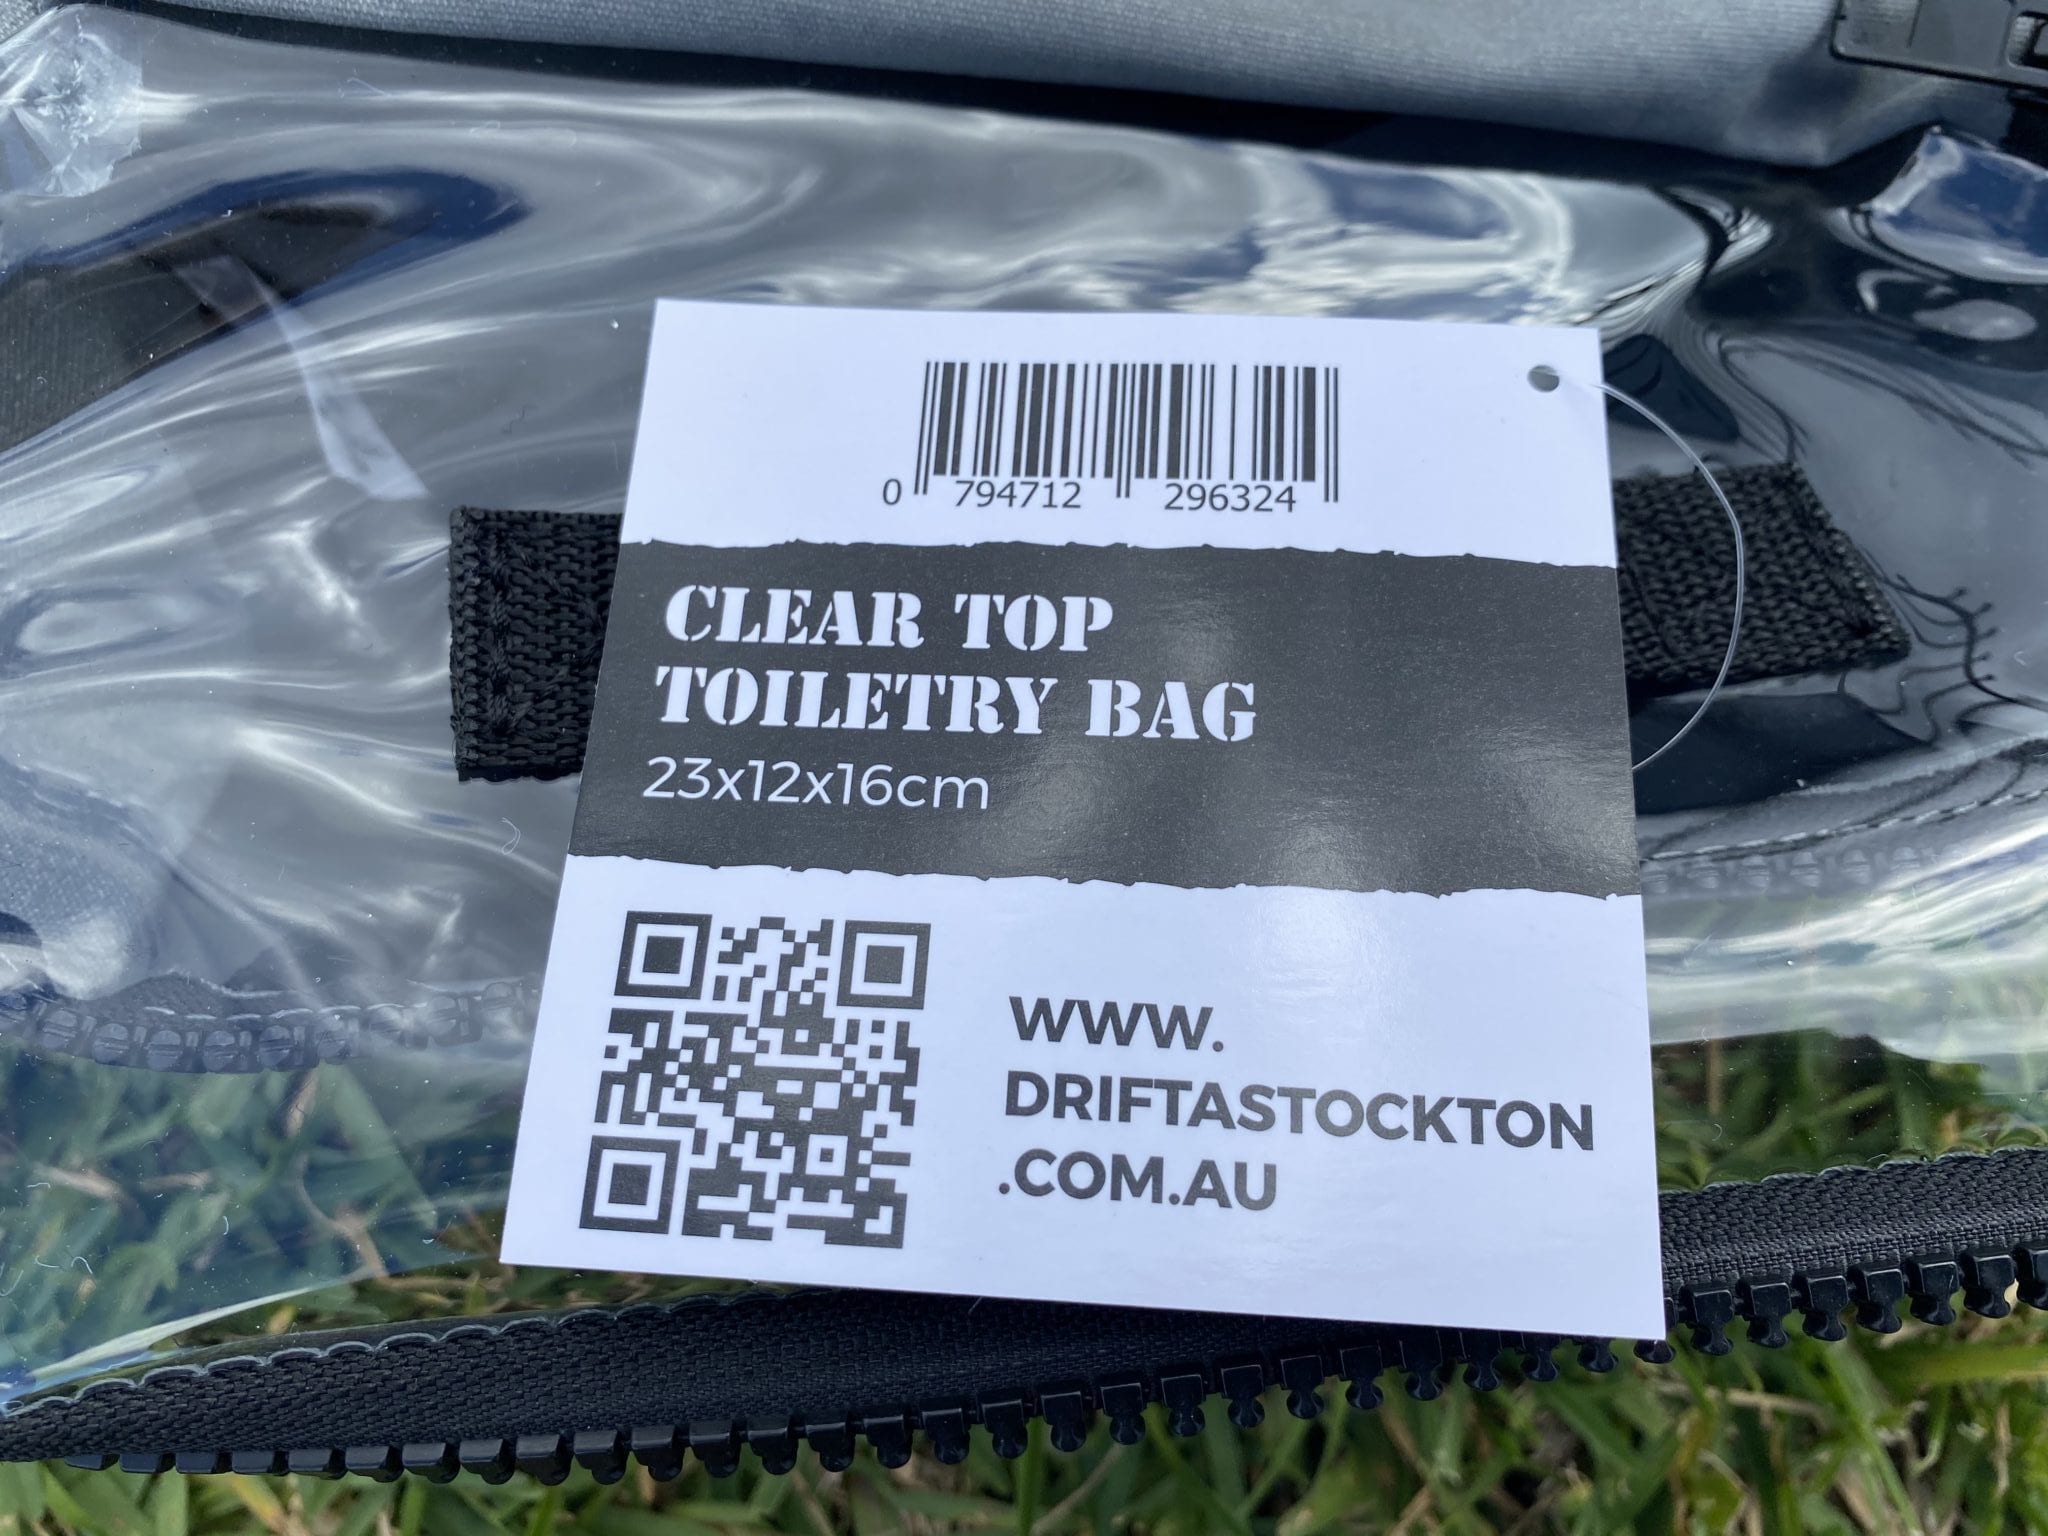 0 794712 296324
CLEAR TOP
TOILETRY BAG
23x12x16cm
WWW.
DRIFTASTOCKTON
.COM.AU